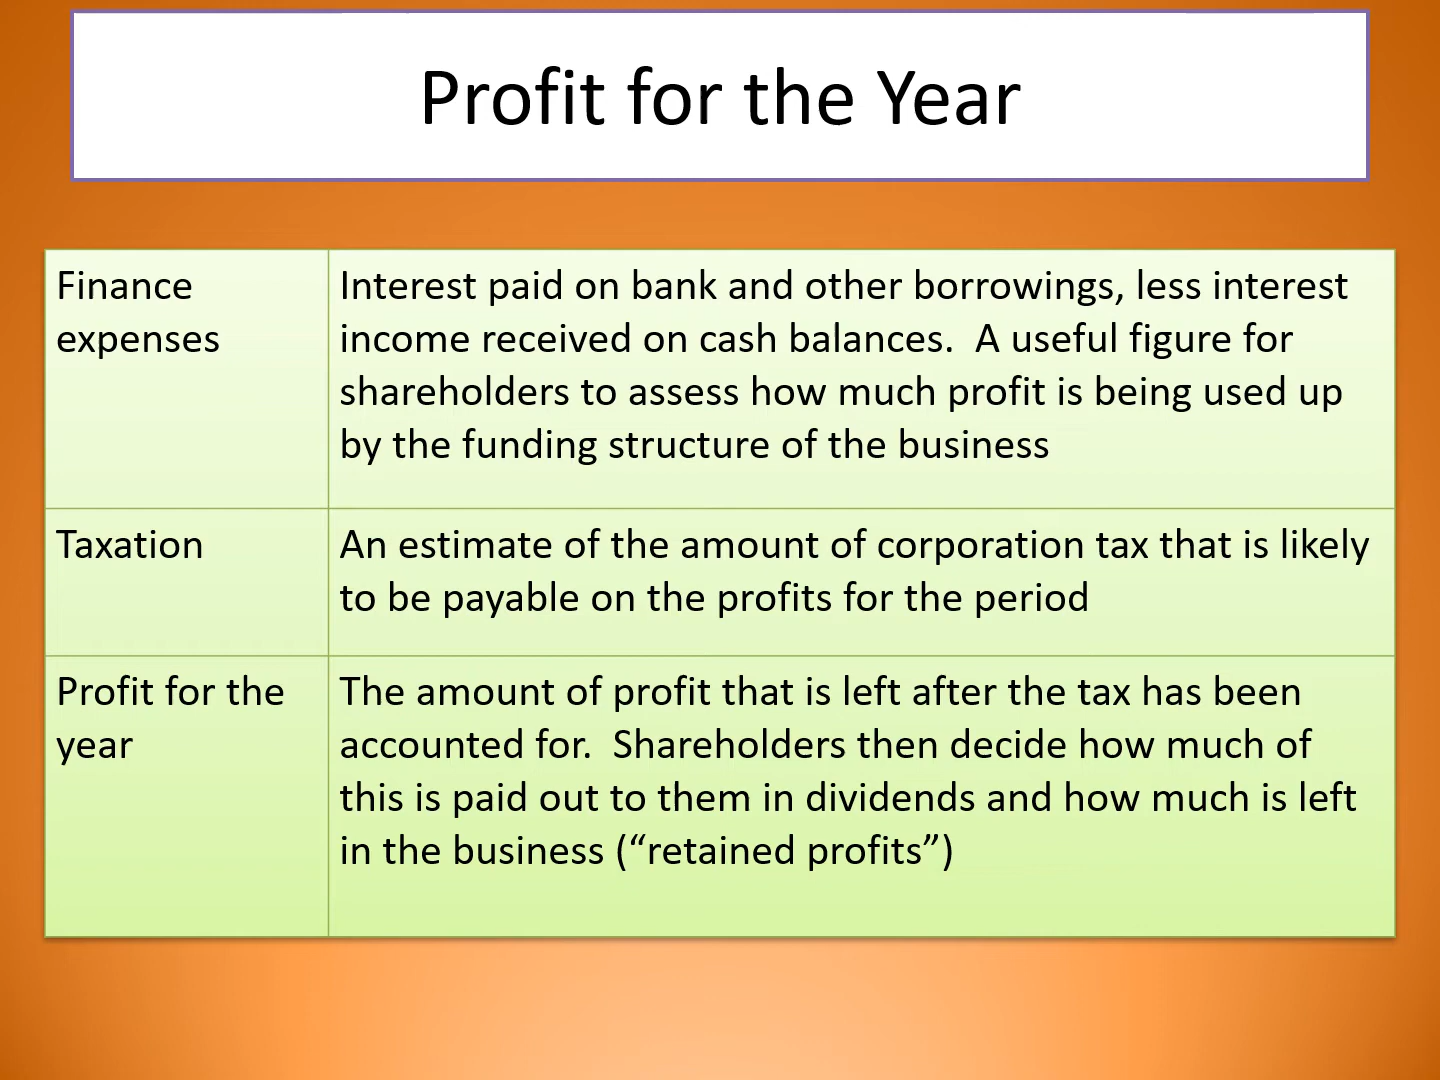 Profit for the Year
Finance
expenses
Interest paid on bank and other borrowings, less interest
income received on cash balances.  A useful figure for
shareholders to assess how much profit is being used up
by the funding structure of the business
Taxation
An estimate of the amount of corporation tax that is likely
to be payable on the profits for the period
Profit for the
year
The amount of profit that is left after the tax has been
accounted for.  Shareholders then decide how much of
this is paid out to them in dividends and how much is left
in the business (“retained profits”)